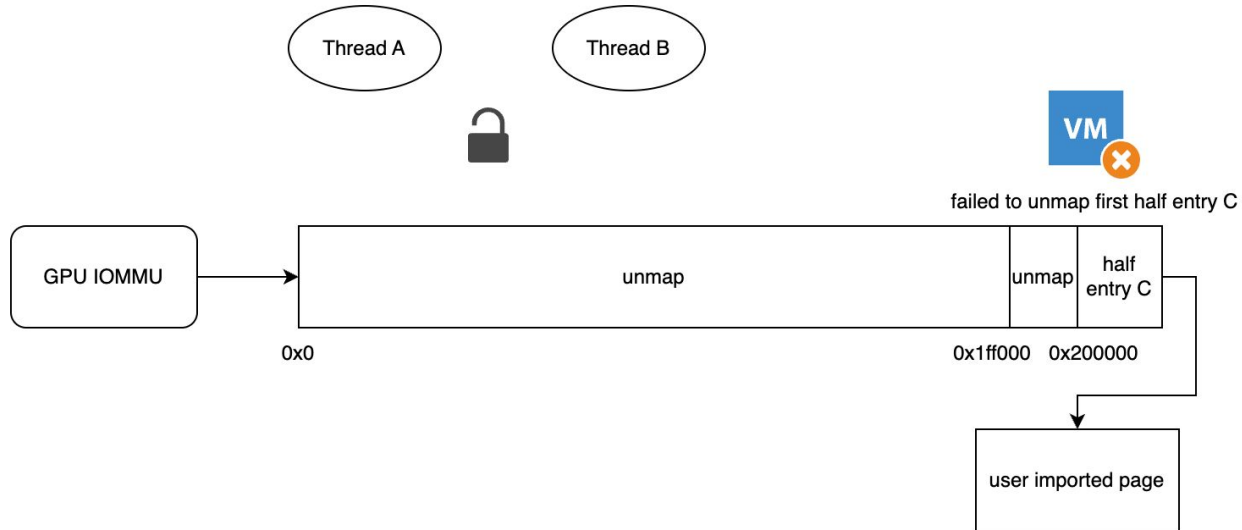 Thread A
Thread B
VM
failed to unmap first half entry C
GPU IOMMU
unmap
unmap
half
entry C
0x0
0x1ff000
0x200000
user imported page